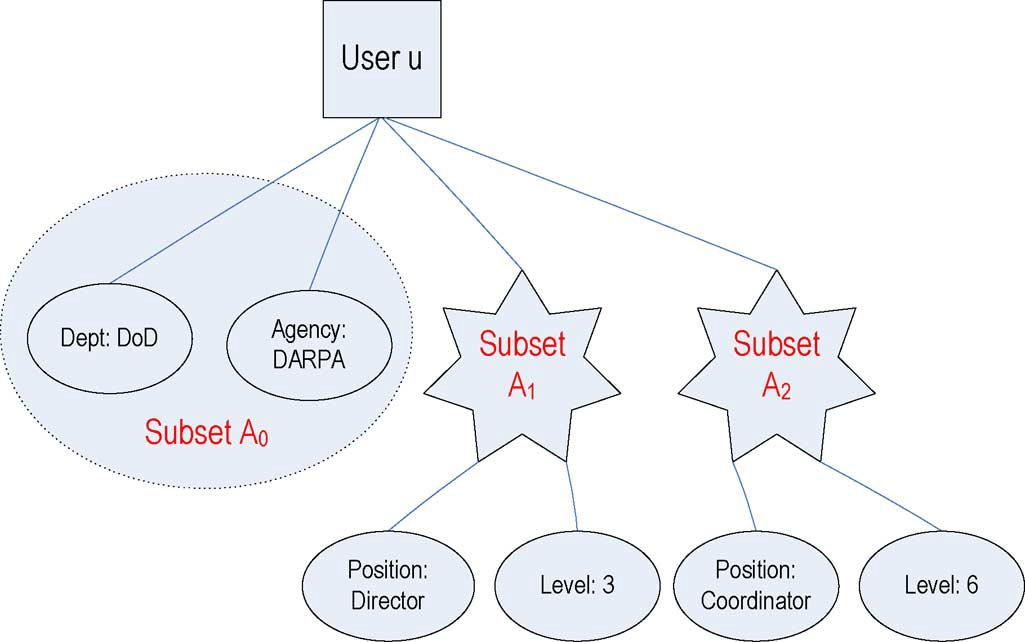 User u
Dept: DoD
Agency:
DARPA
Subset A₀
Subset
A₁
Subset
A₂
Position:
Director
Level: 3
Position:
Coordinator
Level: 6